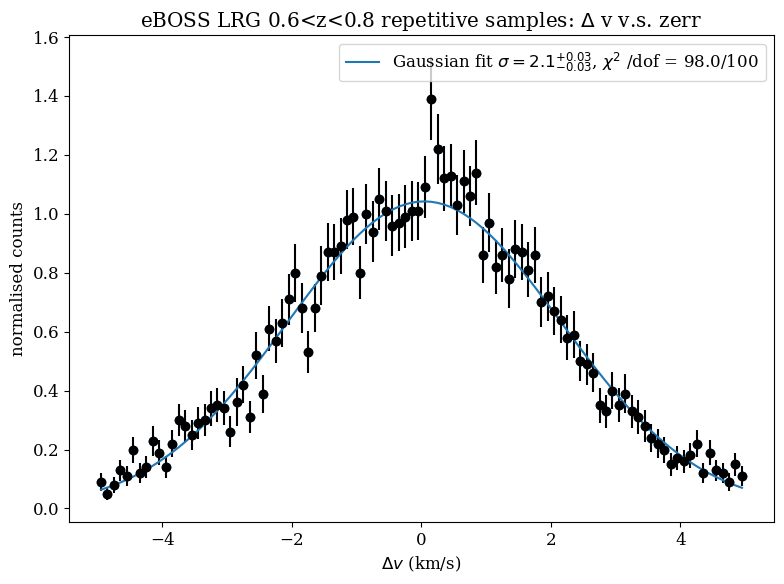 eBOSS LRG 0.6<z<0.8 repetitive samples: Δ v v.s. zerr
Gaussian fit σ = 2.1^{+0.03}_{−0.03}, χ² /dof = 98.0/100
normalised counts
1.6
1.4
1.2
1.0
0.8
0.6
0.4
0.2
0.0
−4 −2 0 2 4
Δv (km/s)